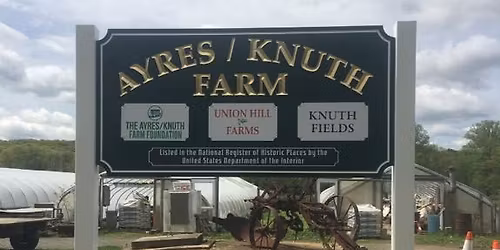 AYRES / KNUTH
FARM
THE AYRES/KNUTH
FARM FOUNDATION
UNION HILL
FARMS
KNUTH
FIELDS
Listed in the National Register of Historic Places by the
United States Department of the Interior